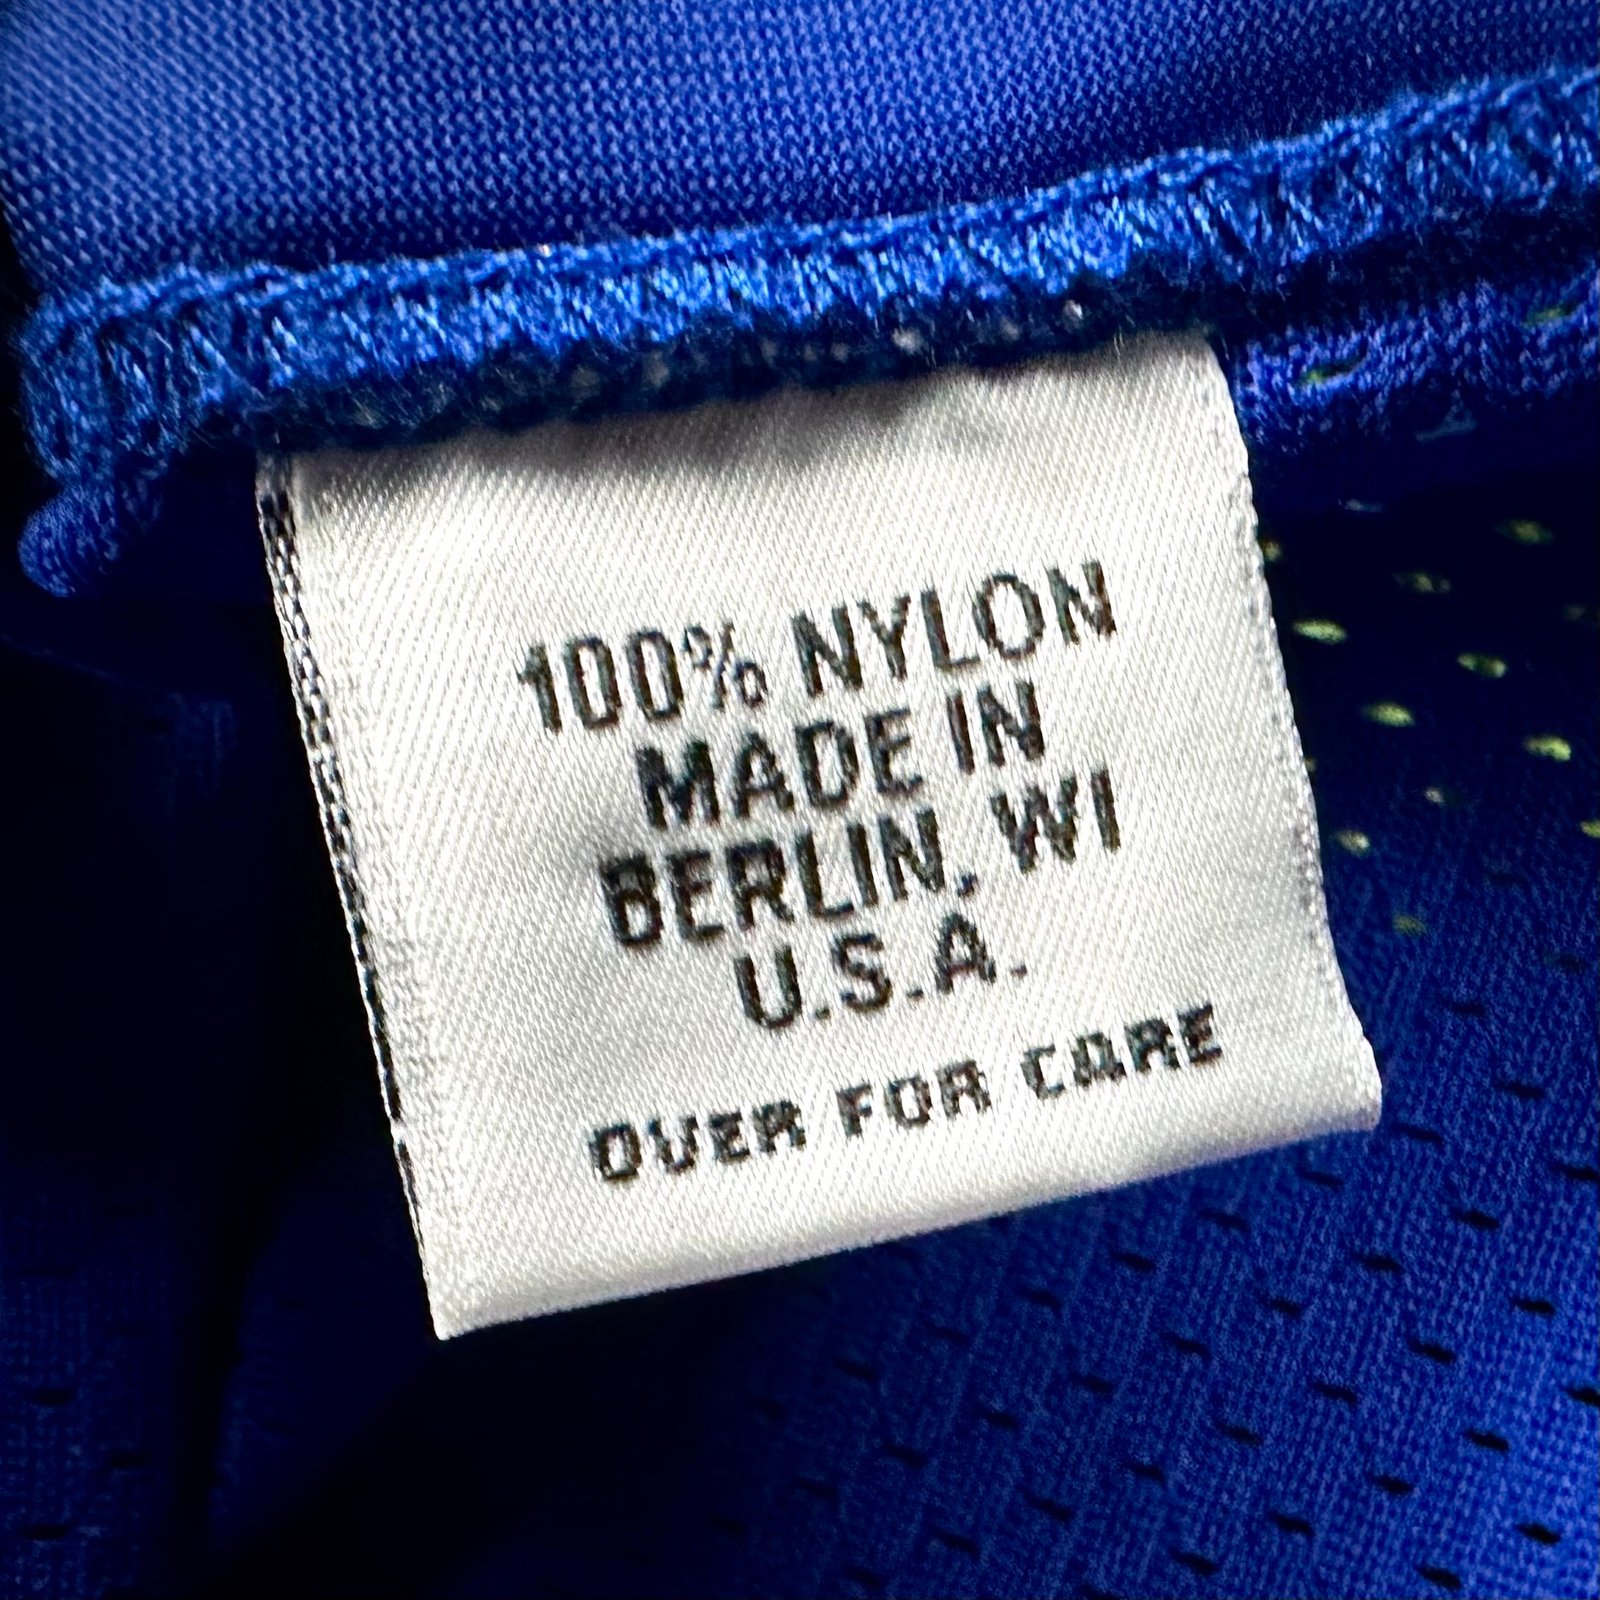 100% NYLON
MADE IN
BERLIN, WI
U.S.A.
OVER FOR CARE